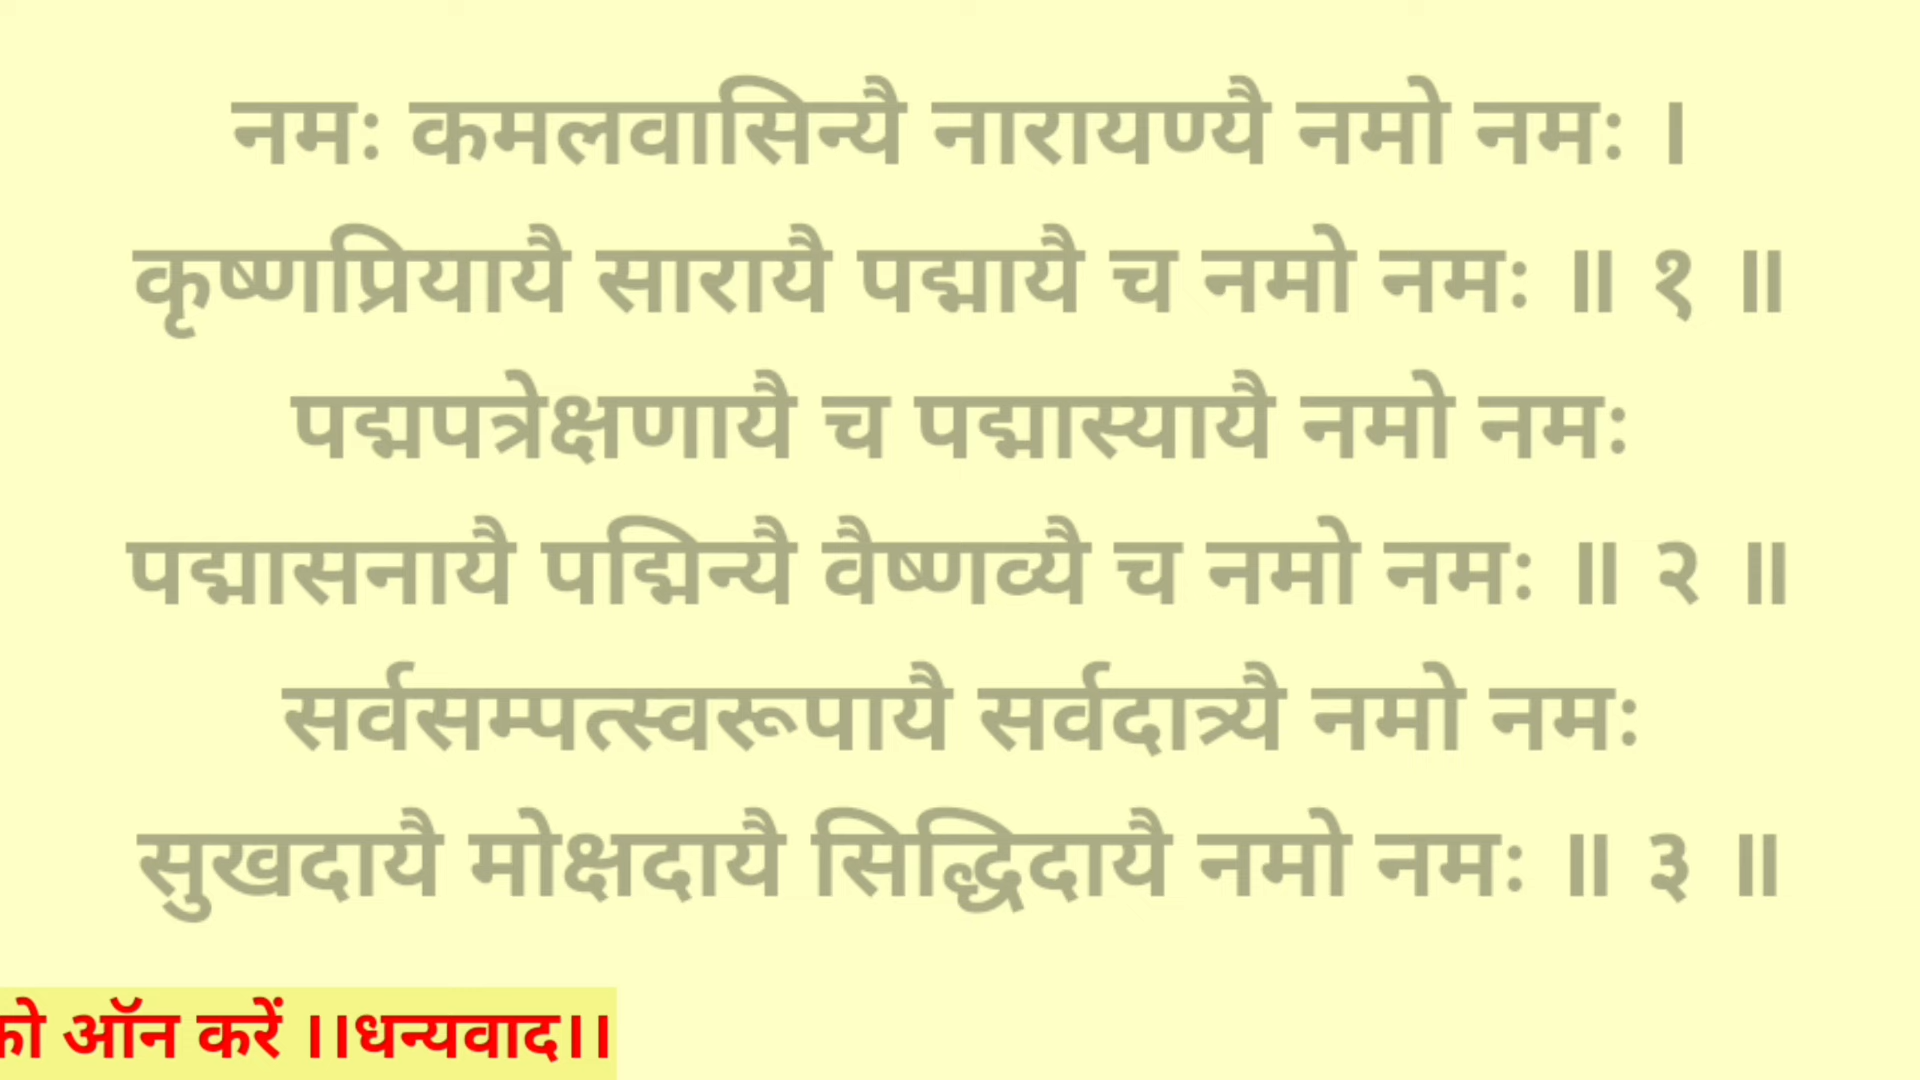 नमः कमलवासिन्यै नारायण्यै नमो नमः ।
कृष्णप्रियायै सारायै पद्मायै च नमो नमः ॥ १ ॥
पद्मपत्रेक्षणायै च पद्मास्यायै नमो नमः
पद्मासनायै पद्मिन्यै वैष्णव्यै च नमो नमः ॥ २ ॥
सर्वसम्पत्स्वरूपायै सर्वदात्र्यै नमो नमः
सुखदायै मोक्षदायै सिद्धिदायै नमो नमः ॥ ३ ॥
को ऑन करें ।।धन्यवाद।।